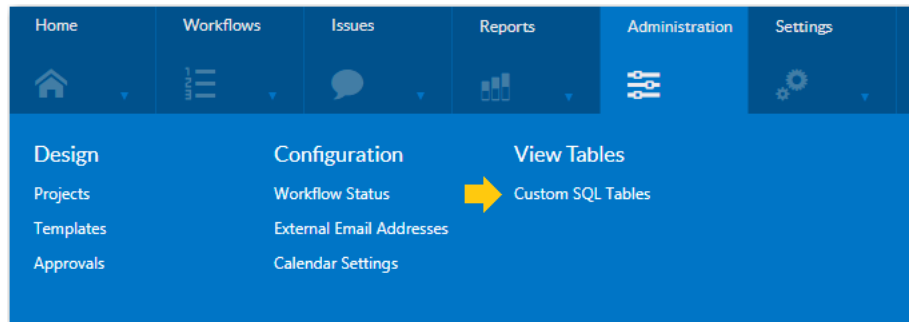 Home Workflows Issues Reports Administration Settings
Design Configuration View Tables
Projects Workflow Status Custom SQL Tables
Templates External Email Addresses
Approvals Calendar Settings